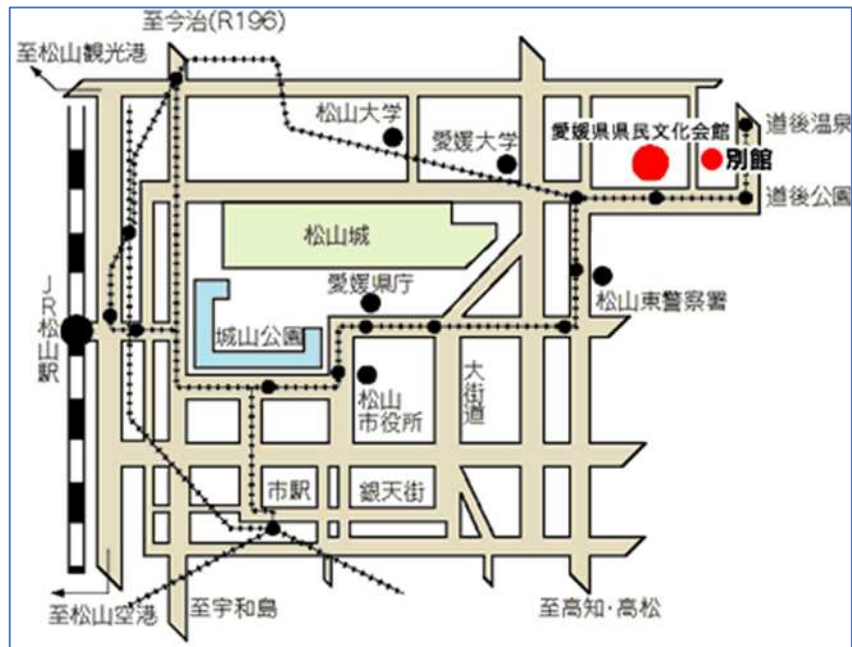 至今治(R196)
至松山観光港
松山大学
愛媛大学
愛媛県県民文化会館
道後温泉
別館
道後公園
松山城
愛媛県庁
松山東警察署
JR松山駅
城山公園
松山
市役所
大街道
市駅
銀天街
至松山空港
至宇和島
至高知・高松